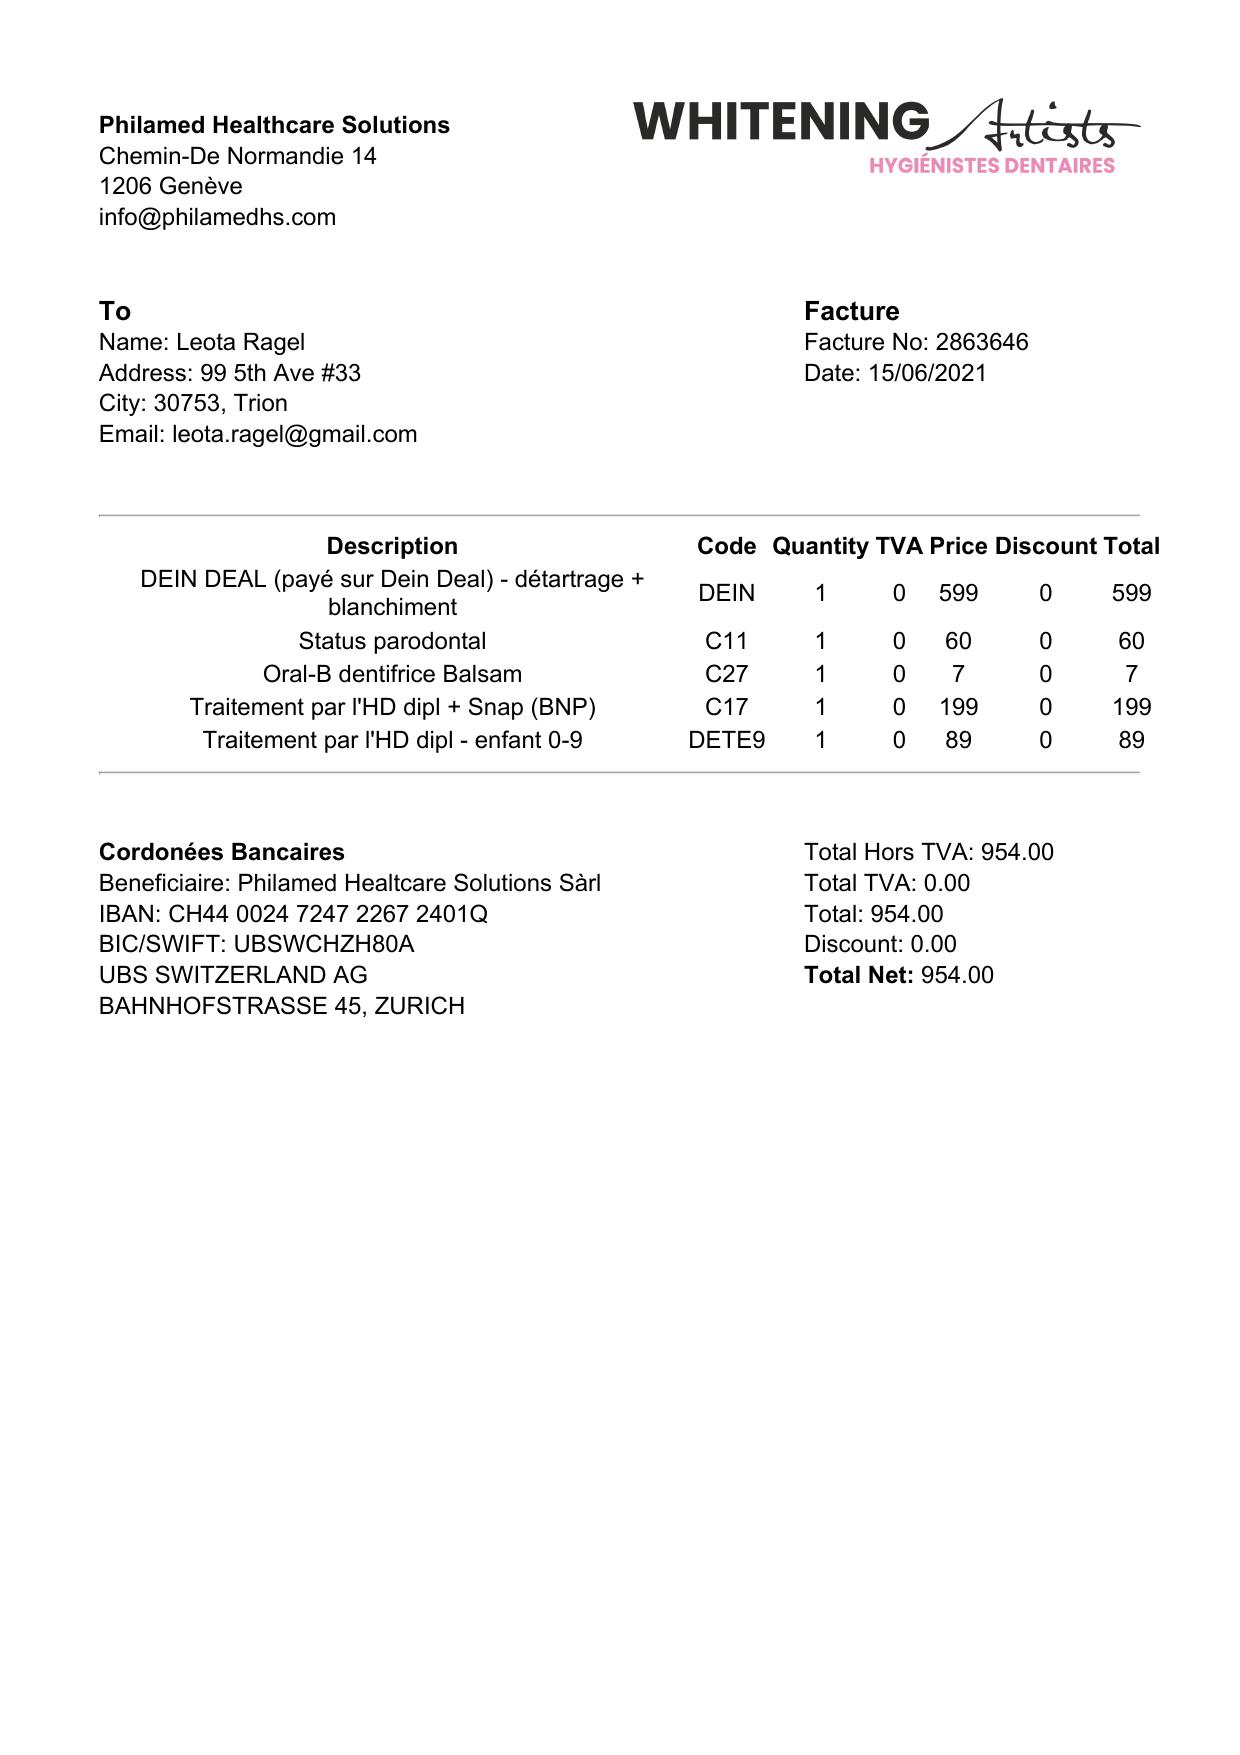 Philamed Healthcare Solutions
Chemin-De Normandie 14
1206 Genève
info@philamedhs.com
WHITENING Artists
HYGIÉNISTES DENTAIRES
To
Name: Leota Ragel
Address: 99 5th Ave #33
City: 30753, Trion
Email: leota.ragel@gmail.com
Facture
Facture No: 2863646
Date: 15/06/2021
Description Code Quantity TVA Price Discount Total
DEIN DEAL (payé sur Dein Deal) - détartrage +
blanchiment DEIN 1 0 599 0 599
Status parodontal C11 1 0 60 0 60
Oral-B dentifrice Balsam C27 1 0 7 0 7
Traitement par l'HD dipl + Snap (BNP) C17 1 0 199 0 199
Traitement par l'HD dipl - enfant 0-9 DETE9 1 0 89 0 89
Cordonées Bancaires
Beneficiaire: Philamed Healtcare Solutions Sàrl
IBAN: CH44 0024 7247 2267 2401Q
BIC/SWIFT: UBSWCHZH80A
UBS SWITZERLAND AG
BAHNHOFSTRASSE 45, ZURICH
Total Hors TVA: 954.00
Total TVA: 0.00
Total: 954.00
Discount: 0.00
Total Net: 954.00